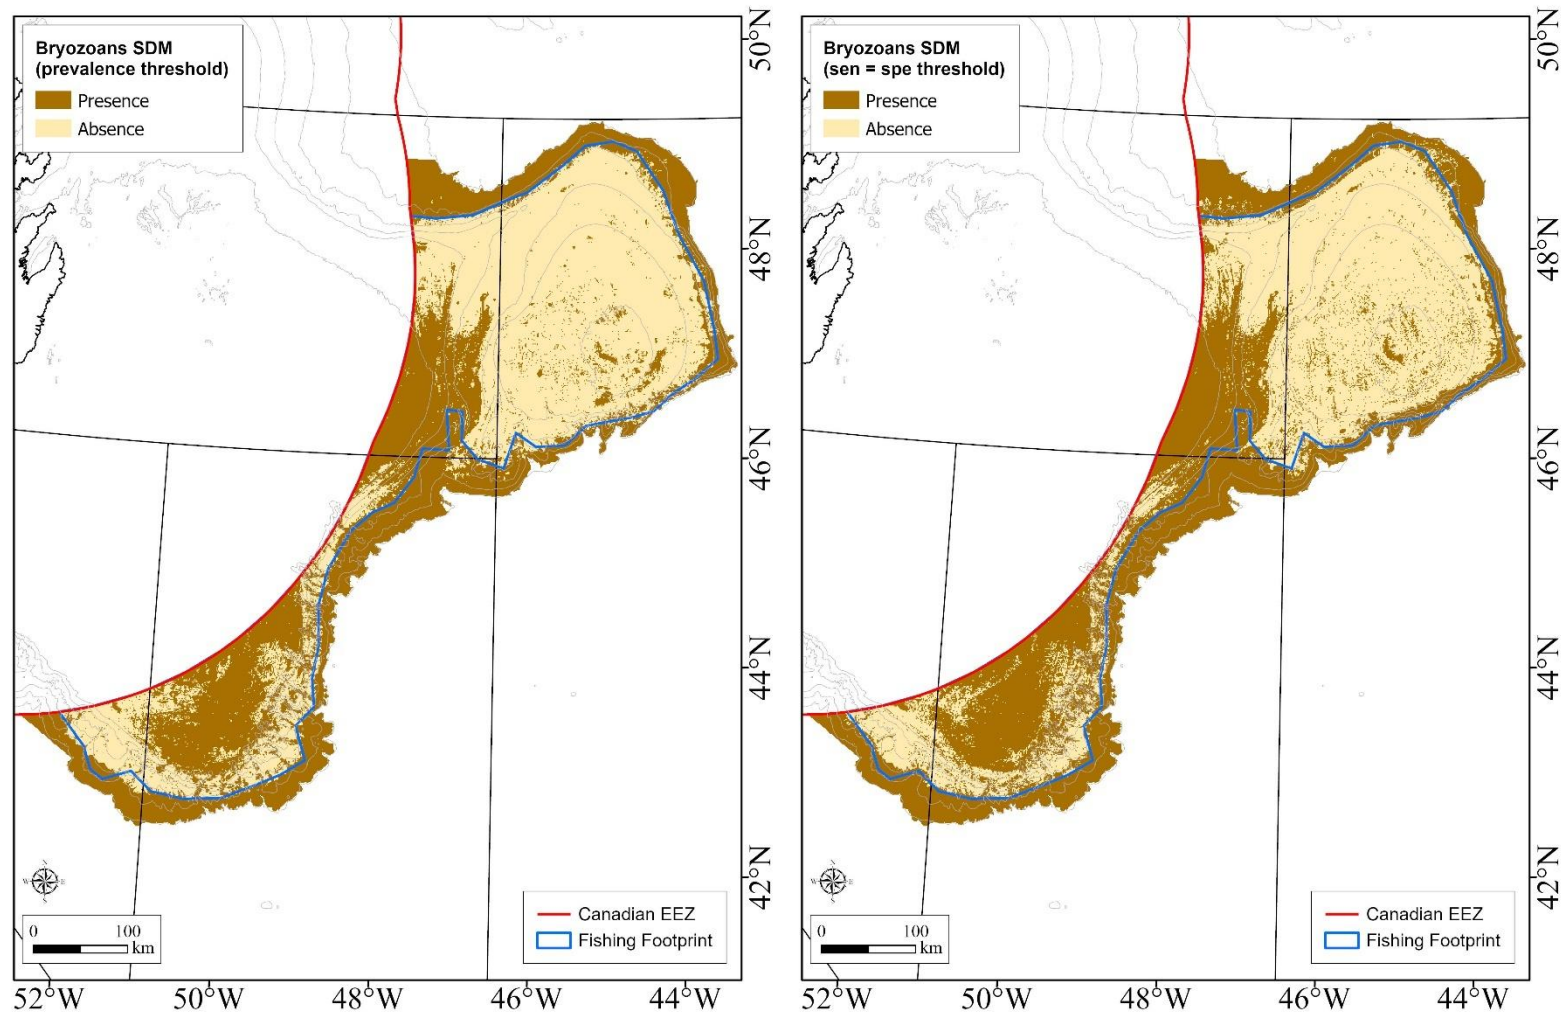 Bryozoans SDM
(prevalence threshold)
Presence
Absence
N
W
E
S
0 100
km
Canadian EEZ
Fishing Footprint
50°N
48°N
46°N
44°N
42°N
52°W 50°W 48°W 46°W 44°W
Bryozoans SDM
(sen = spe threshold)
Presence
Absence
N
W
E
S
0 100
km
Canadian EEZ
Fishing Footprint
50°N
48°N
46°N
44°N
42°N
52°W 50°W 48°W 46°W 44°W